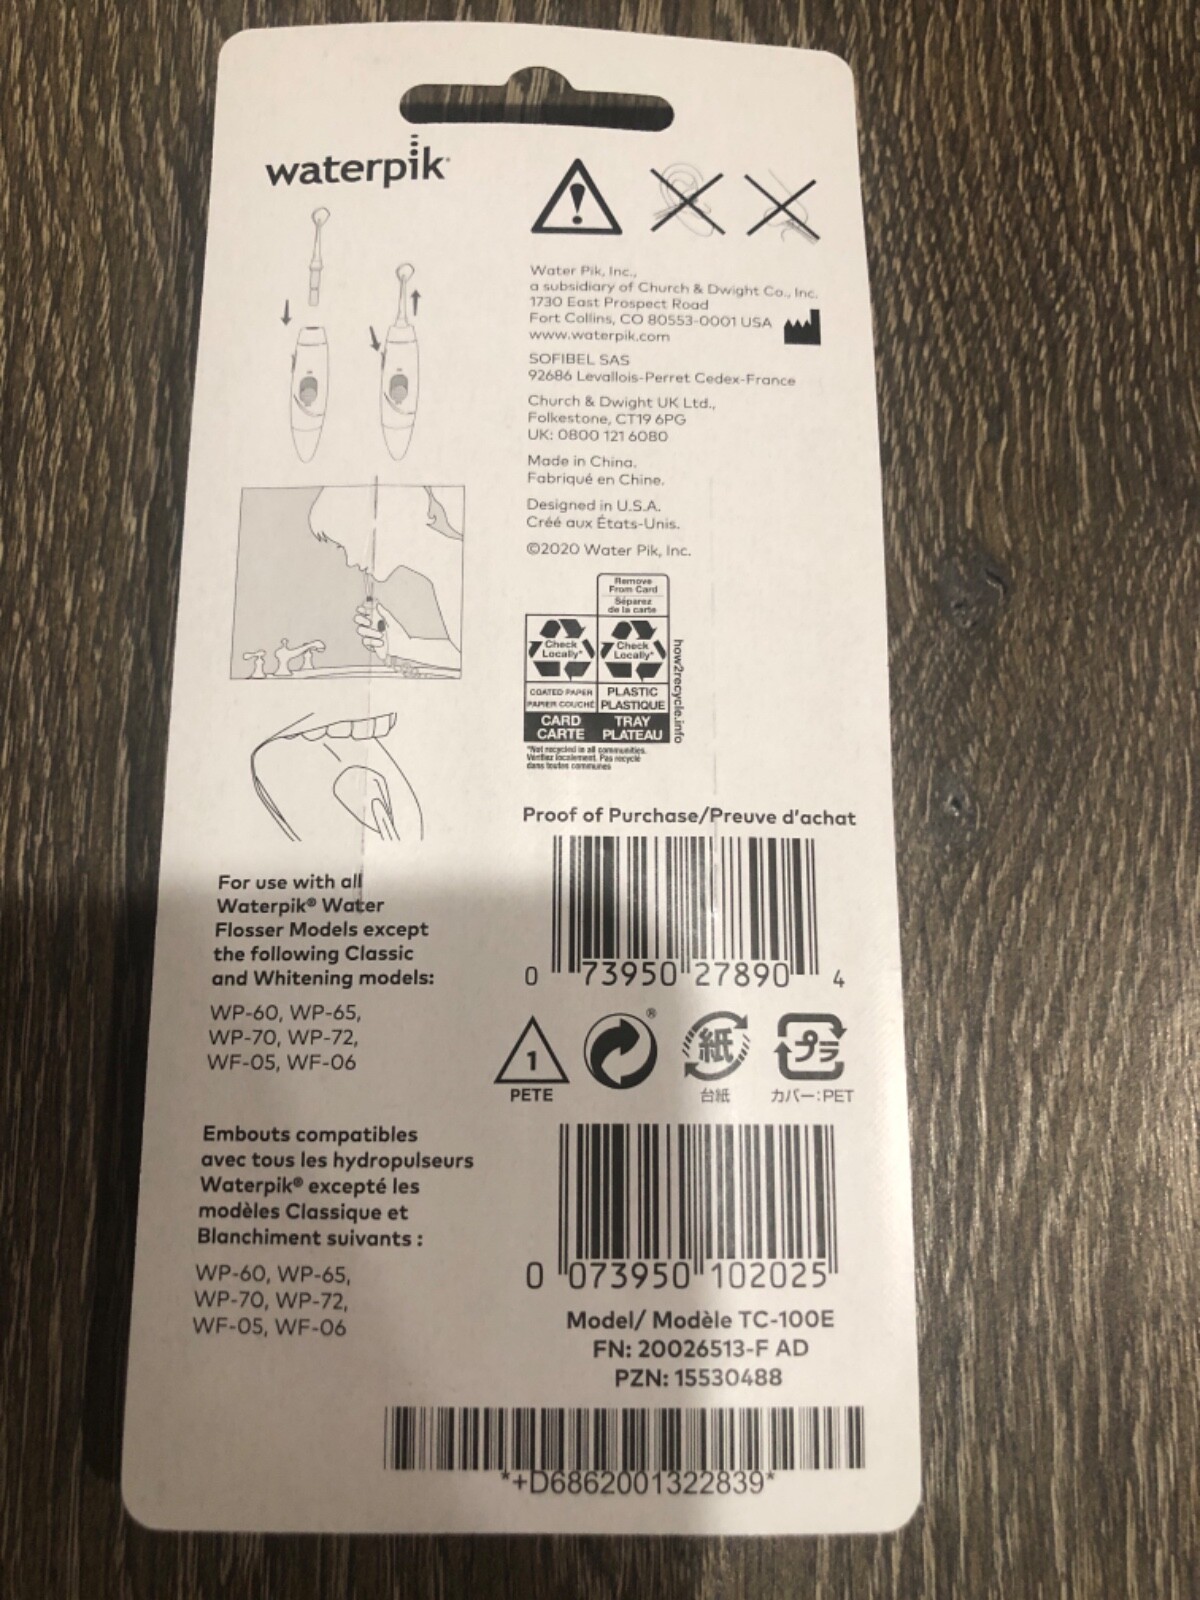 waterpik
Water Pik, Inc.,
a subsidiary of Church & Dwight Co., Inc.
1730 East Prospect Road
Fort Collins, CO 80553-0001 USA
www.waterpik.com
SOFIBEL SAS
92686 Levallois-Perret Cedex-France
Church & Dwight UK Ltd.,
Folkestone, CT19 6PG
UK: 0800 121 6080
Made in China.
Fabriqué en Chine.
Designed in U.S.A.
Créé aux États-Unis.
©2020 Water Pik, Inc.
Remove
From Card
Séparez
de la carte
Check
Locally*
Check
Locally*
COATED PAPER
PAPIER COUCHÉ
PLASTIC
PLASTIQUE
CARD
CARTE
TRAY
PLATEAU
how2recycle.info
*Not recycled in all communities.
Vérifiez localement. Pas recyclé
dans toutes communes
Proof of Purchase/Preuve d'achat
0 73950 27890 4
1
PETE
®
紙
台紙
プラ
カバー:PET
0 073950 102025
Model/ Modèle TC-100E
FN: 20026513-F AD
PZN: 15530488
For use with all
Waterpik® Water
Flosser Models except
the following Classic
and Whitening models:
WP-60, WP-65,
WP-70, WP-72,
WF-05, WF-06
Embouts compatibles
avec tous les hydropulseurs
Waterpik® excepté les
modèles Classique et
Blanchiment suivants :
WP-60, WP-65,
WP-70, WP-72,
WF-05, WF-06
*+D6862001322839*